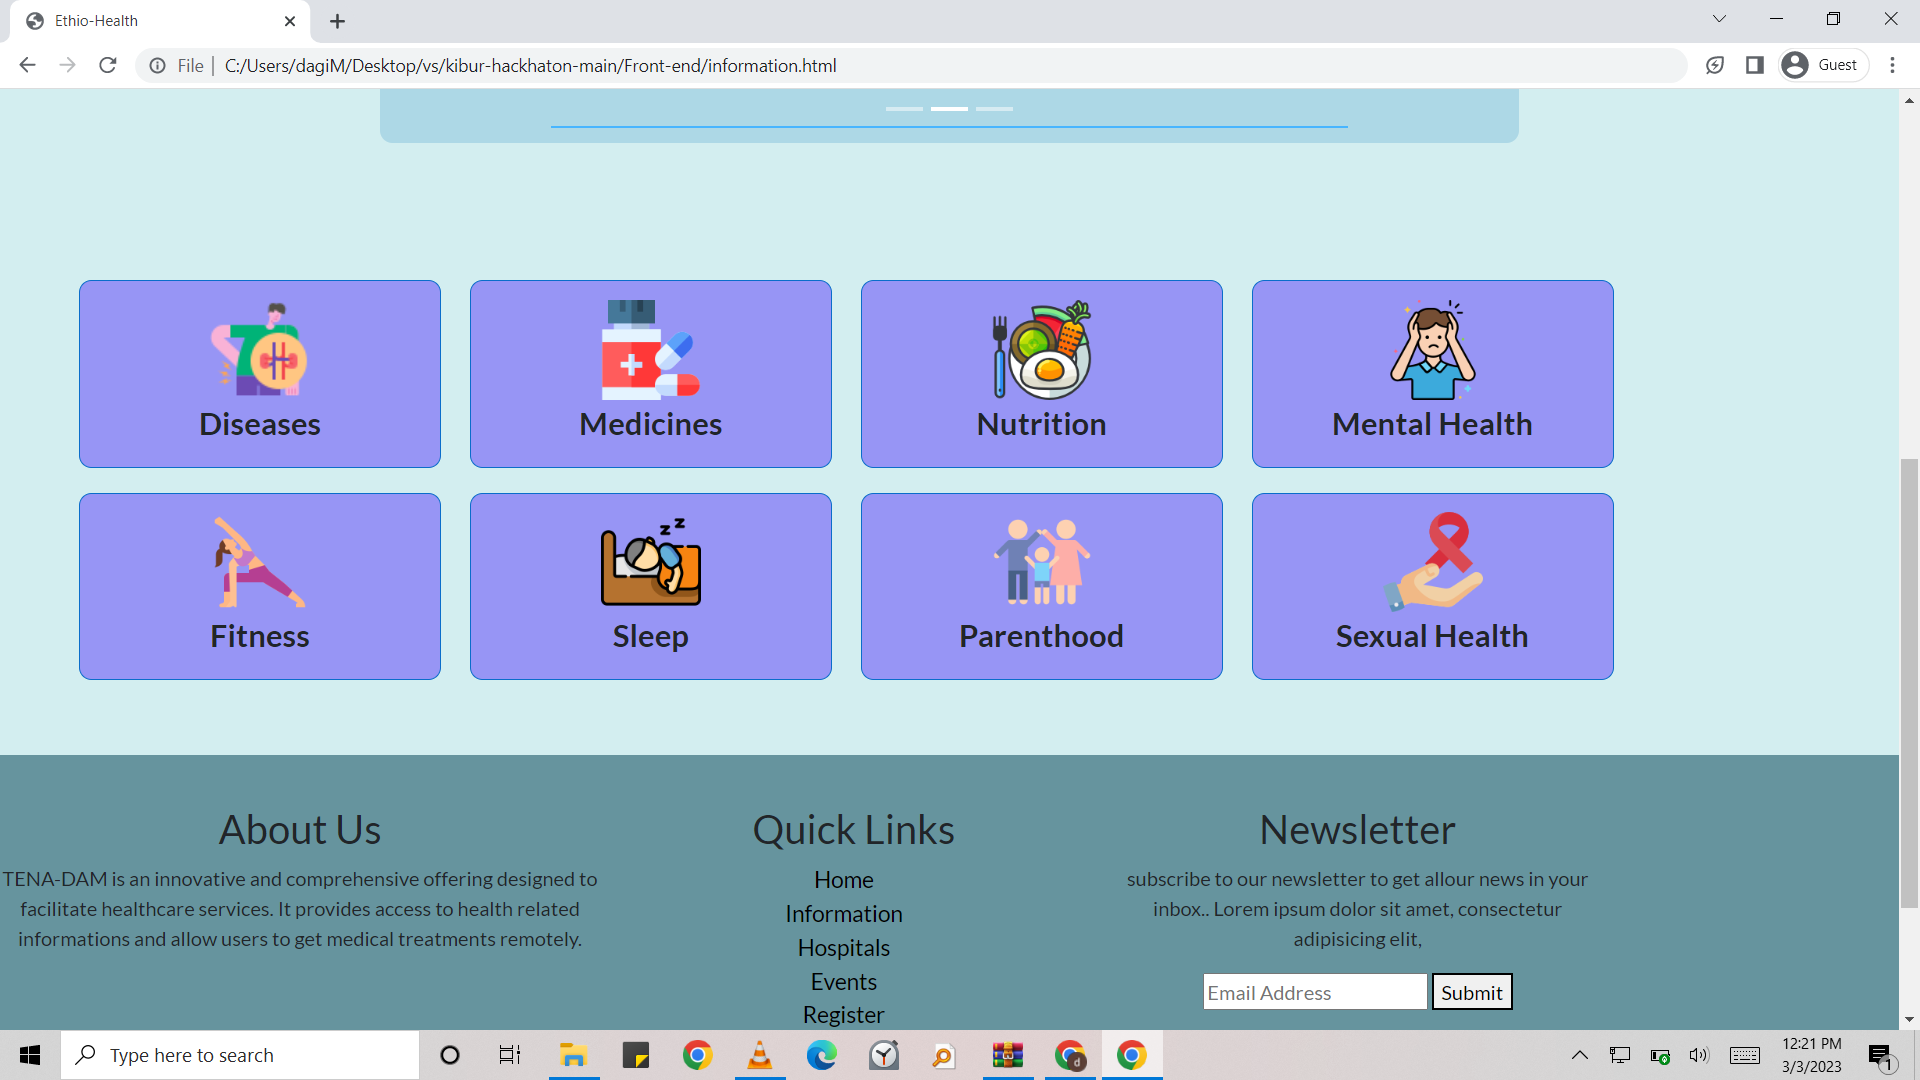 Ethio-Health
File
C:/Users/dagiM/Desktop/vs/kibur-hackhaton-main/Front-end/information.html
Guest
Diseases
Medicines
Nutrition
Mental Health
Fitness
z z
Sleep
Parenthood
Sexual Health
About Us
TENA-DAM is an innovative and comprehensive offering designed to
facilitate healthcare services. It provides access to health related
informations and allow users to get medical treatments remotely.
Quick Links
Home
Information
Hospitals
Events
Register
Newsletter
subscribe to our newsletter to get allour news in your
inbox.. Lorem ipsum dolor sit amet, consectetur
adipisicing elit,
Email Address
Submit
Type here to search
d
12:21 PM
3/3/2023
1